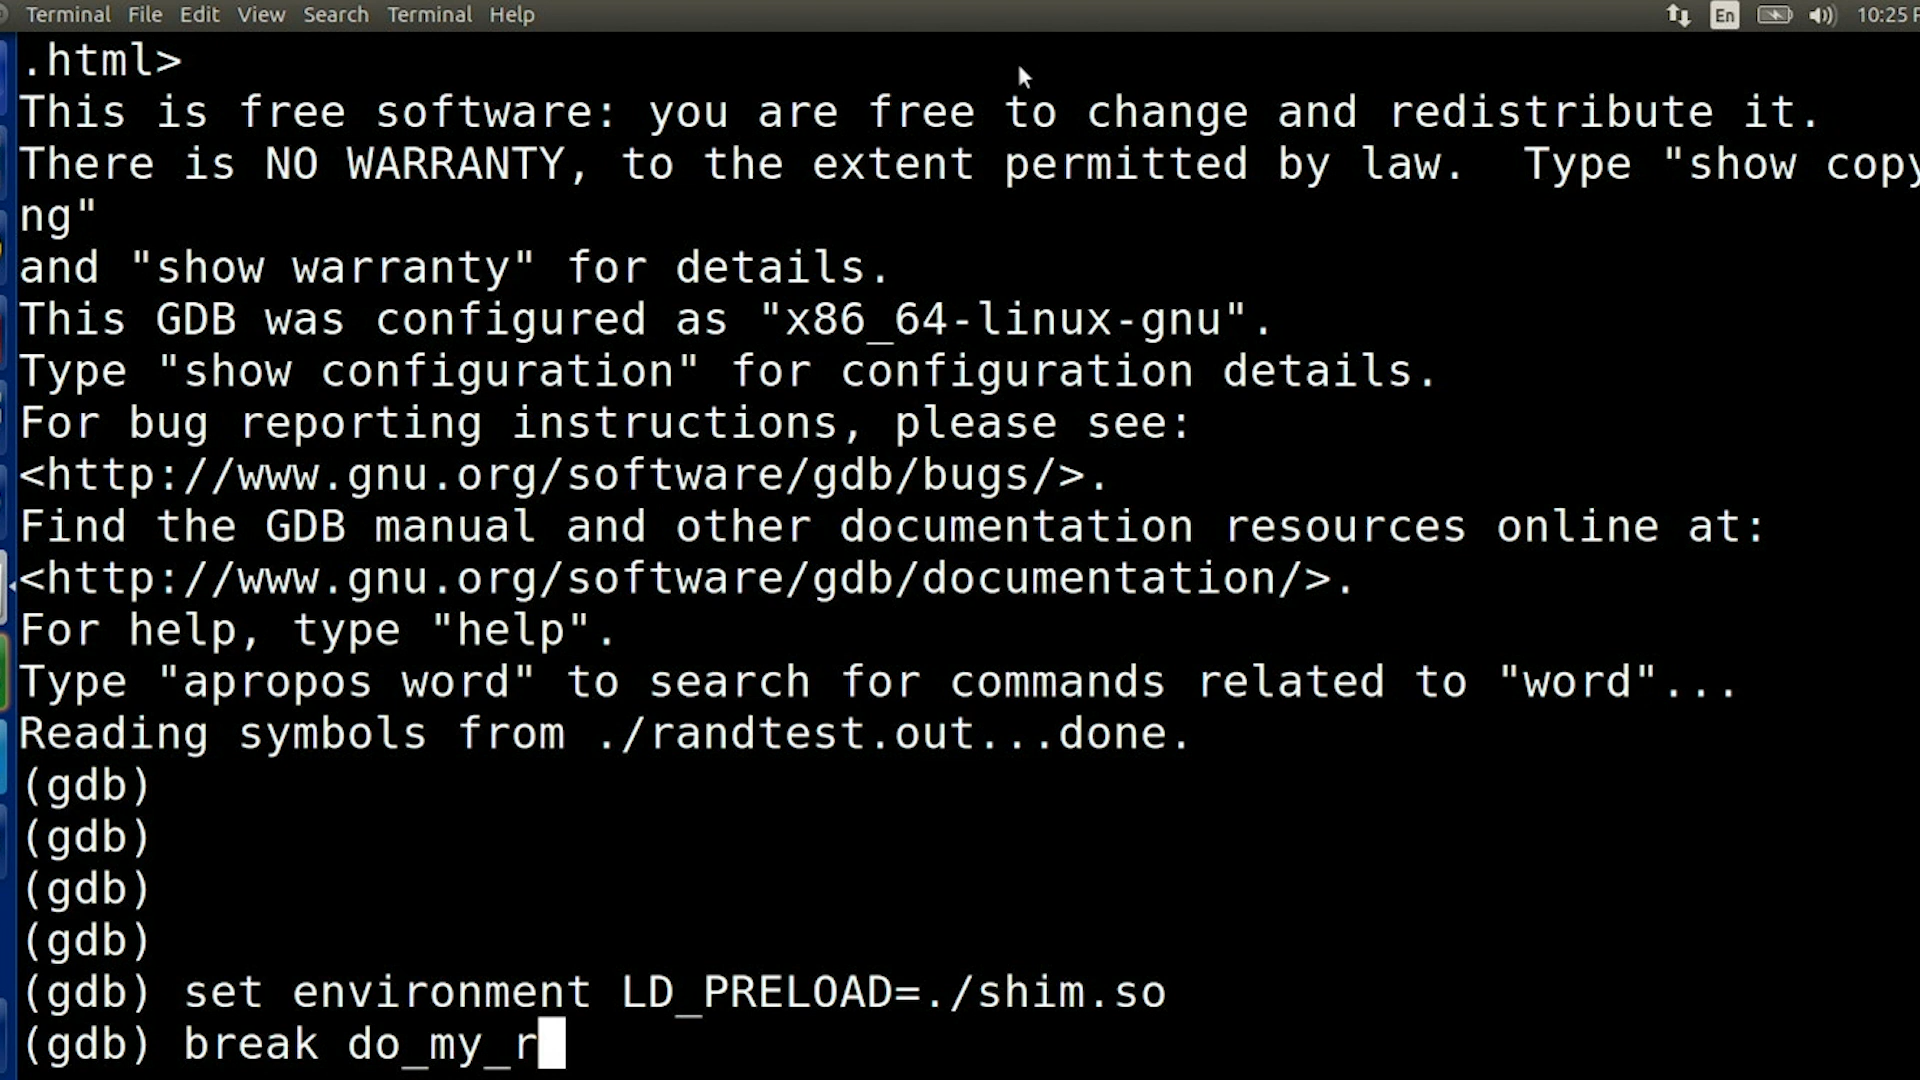 Terminal File Edit View Search Terminal Help En 10:25
.html>
This is free software: you are free to change and redistribute it.
There is NO WARRANTY, to the extent permitted by law.  Type "show copy
ng"
and "show warranty" for details.
This GDB was configured as "x86_64-linux-gnu".
Type "show configuration" for configuration details.
For bug reporting instructions, please see:
<http://www.gnu.org/software/gdb/bugs/>.
Find the GDB manual and other documentation resources online at:
<http://www.gnu.org/software/gdb/documentation/>.
For help, type "help".
Type "apropos word" to search for commands related to "word"...
Reading symbols from ./randtest.out...done.
(gdb)
(gdb)
(gdb)
(gdb)
(gdb) set environment LD_PRELOAD=./shim.so
(gdb) break do_my_r